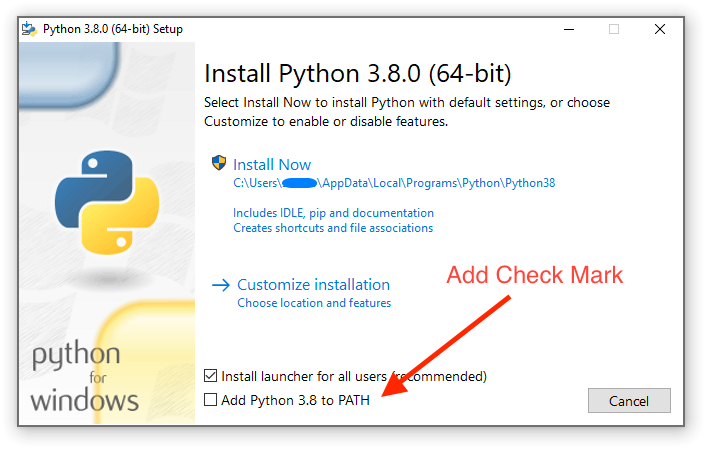 Python 3.8.0 (64-bit) Setup
Install Python 3.8.0 (64-bit)
Select Install Now to install Python with default settings, or choose
Customize to enable or disable features.
Install Now
C:\Users\ \AppData\Local\Programs\Python\Python38
Includes IDLE, pip and documentation
Creates shortcuts and file associations
Add Check Mark
Customize installation
Choose location and features
python
for
windows
Install launcher for all users (recommended)
Add Python 3.8 to PATH
Cancel